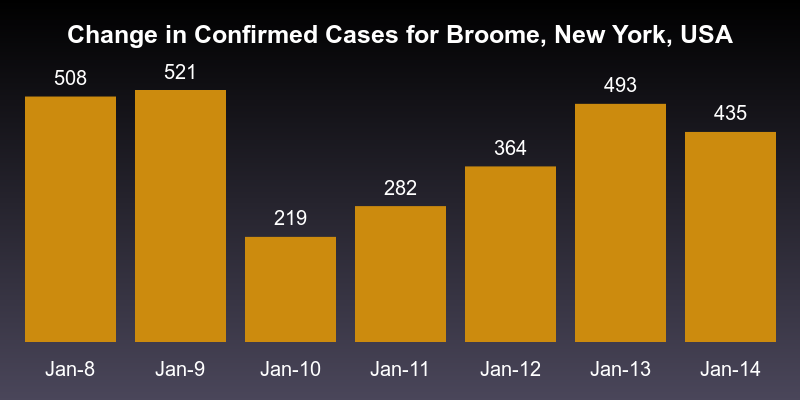 Change in Confirmed Cases for Broome, New York, USA
508
521
219
282
364
493
435
Jan-8
Jan-9
Jan-10
Jan-11
Jan-12
Jan-13
Jan-14